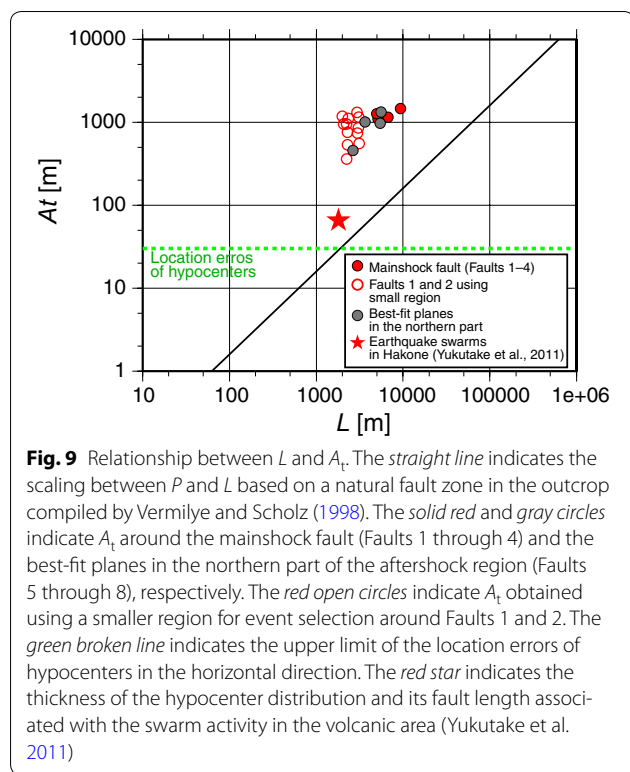 10000
1000
100
10
1
At [m]
Location erros
of hypocenters
Mainshock fault (Faults 1–4)
Faults 1 and 2 using
small region
Best-fit planes
in the northern part
Earthquake swarms
in Hakone (Yukutake et al., 2011)
10 100 1000 10000 100000 1e+06
L [m]
Fig. 9 Relationship between L and At. The straight line indicates the
scaling between P and L based on a natural fault zone in the outcrop
compiled by Vermilye and Scholz (1998). The solid red and gray circles
indicate At around the mainshock fault (Faults 1 through 4) and the
best-fit planes in the northern part of the aftershock region (Faults
5 through 8), respectively. The red open circles indicate At obtained
using a smaller region for event selection around Faults 1 and 2. The
green broken line indicates the upper limit of the location errors of
hypocenters in the horizontal direction. The red star indicates the
thickness of the hypocenter distribution and its fault length associ-
ated with the swarm activity in the volcanic area (Yukutake et al.
2011)